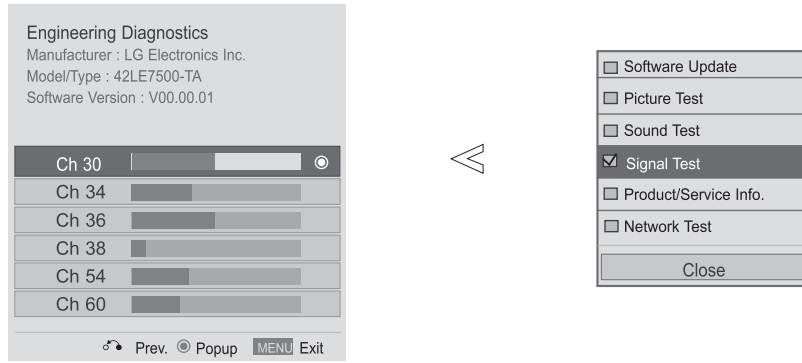 Engineering Diagnostics
Manufacturer : LG Electronics Inc.
Model/Type : 42LE7500-TA
Software Version : V00.00.01
Ch 30
Ch 34
Ch 36
Ch 38
Ch 54
Ch 60
Prev. Popup MENU Exit
Software Update
Picture Test
Sound Test
Signal Test
Product/Service Info.
Network Test
Close